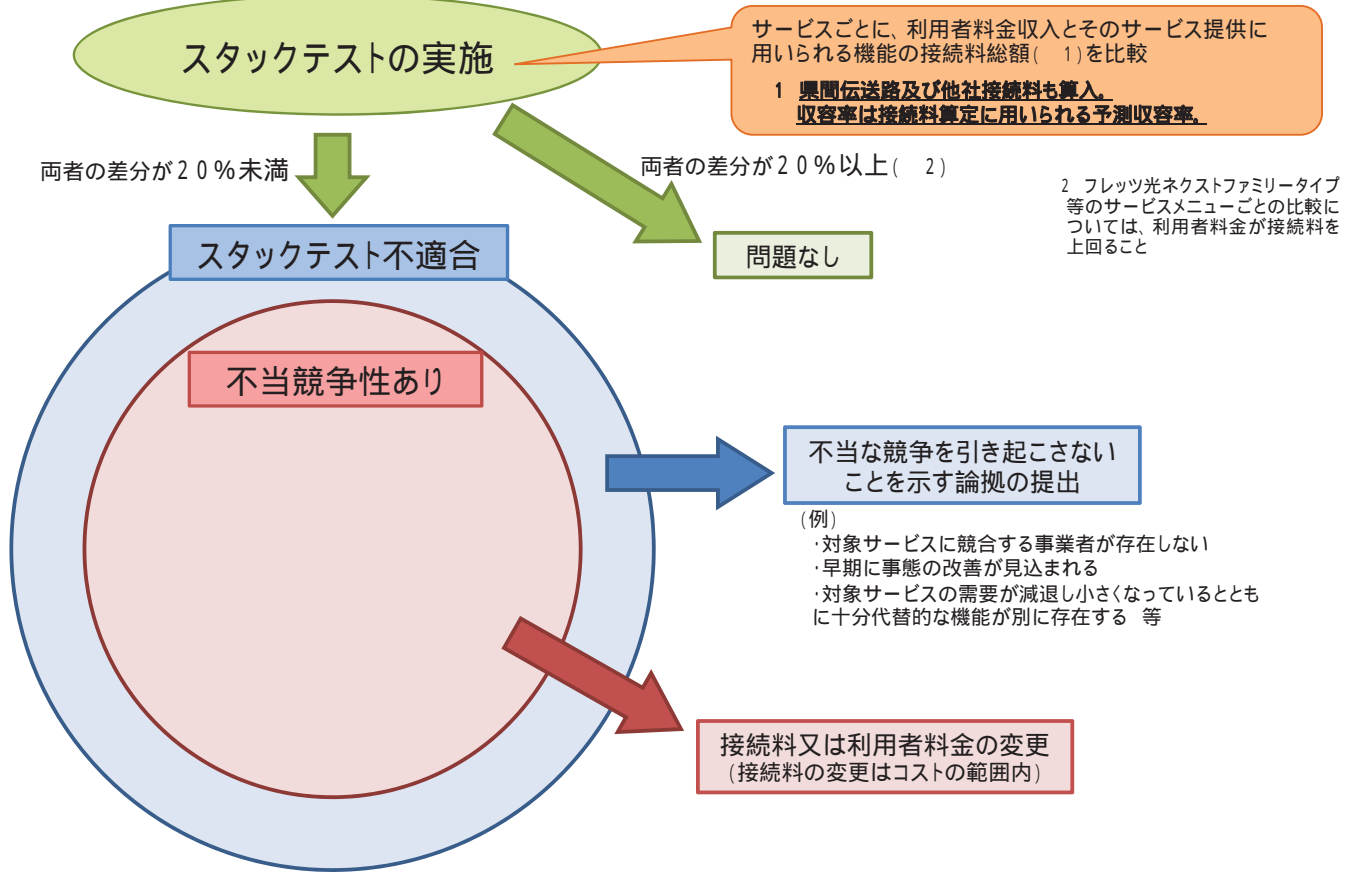 スタックテストの実施
サービスごとに、利用者料金収入とそのサービス提供に
用いられる機能の接続料総額( 1)を比較
1 県間伝送路及び他社接続料も算入。
収容率は接続料算定に用いられる予測収容率。
両者の差分が20%未満
両者の差分が20%以上( 2)
2 フレッツ光ネクストファミリータイプ
等のサービスメニューごとの比較に
ついては、利用者料金が接続料を
上回ること
スタックテスト不適合
問題なし
不当競争性あり
不当な競争を引き起こさない
ことを示す論拠の提出
(例)
・対象サービスに競合する事業者が存在しない
・早期に事態の改善が見込まれる
・対象サービスの需要が減退し小さくなっているととも
に十分代替的な機能が別に存在する 等
接続料又は利用者料金の変更
(接続料の変更はコストの範囲内)